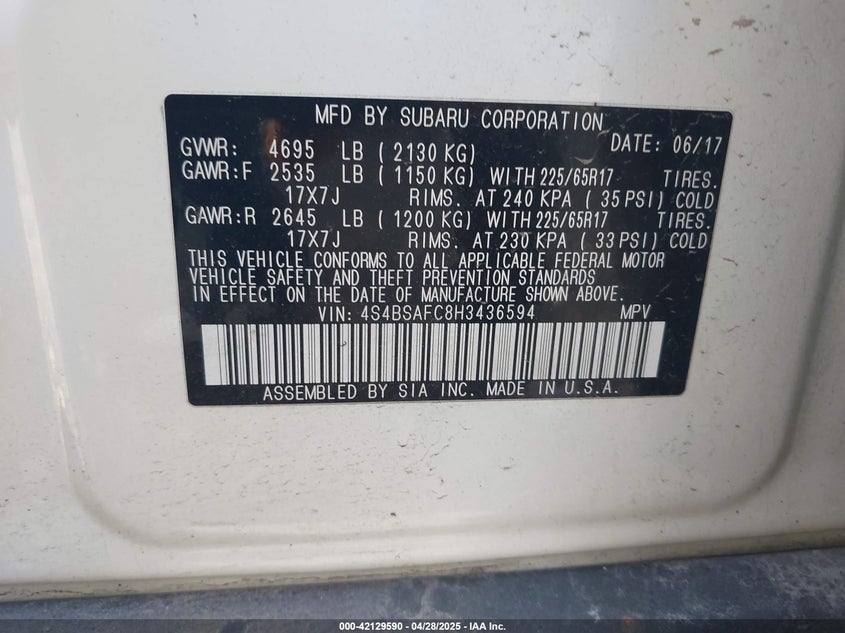 MFD BY SUBARU CORPORATION
DATE: 06/17
GVWR: 4695 LB ( 2130 KG)
GAWR:F 2535 LB ( 1150 KG) WITH 225/65R17 TIRES.
17X7J RIMS. AT 240 KPA ( 35 PSI) COLD
GAWR:R 2645 LB ( 1200 KG) WITH 225/65R17 TIRES.
17X7J RIMS. AT 230 KPA ( 33 PSI) COLD
THIS VEHICLE CONFORMS TO ALL APPLICABLE FEDERAL MOTOR
VEHICLE SAFETY AND THEFT PREVENTION STANDARDS
IN EFFECT ON THE DATE OF MANUFACTURE SHOWN ABOVE.
VIN: 4S4BSAFC8H3436594 MPV
ASSEMBLED BY SIA INC. MADE IN U.S.A.
000-42129590 - 04/28/2025 - IAA Inc.